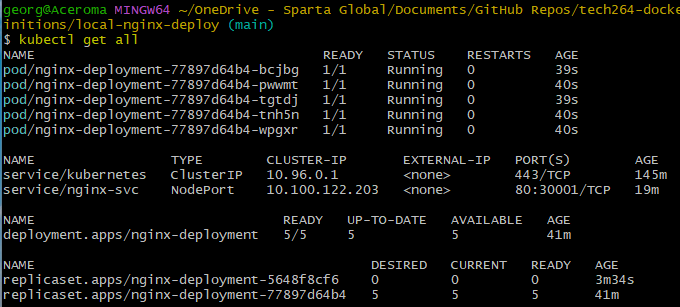 georg@Aceroma MINGW64 ~/OneDrive - Sparta Global/Documents/GitHub Repos/tech264-docke
initions/local-nginx-deploy (main)
$ kubectl get all
NAME READY STATUS RESTARTS AGE
pod/nginx-deployment-77897d64b4-bcjbg 1/1 Running 0 39s
pod/nginx-deployment-77897d64b4-pwwmt 1/1 Running 0 40s
pod/nginx-deployment-77897d64b4-tgtdj 1/1 Running 0 39s
pod/nginx-deployment-77897d64b4-tnh5n 1/1 Running 0 40s
pod/nginx-deployment-77897d64b4-wpgxr 1/1 Running 0 40s
NAME TYPE CLUSTER-IP EXTERNAL-IP PORT(S) AGE
service/kubernetes ClusterIP 10.96.0.1 <none> 443/TCP 145m
service/nginx-svc NodePort 10.100.122.203 <none> 80:30001/TCP 19m
NAME READY UP-TO-DATE AVAILABLE AGE
deployment.apps/nginx-deployment 5/5 5 5 41m
NAME DESIRED CURRENT READY AGE
replicaset.apps/nginx-deployment-5648f8cf6 0 0 0 3m34s
replicaset.apps/nginx-deployment-77897d64b4 5 5 5 41m